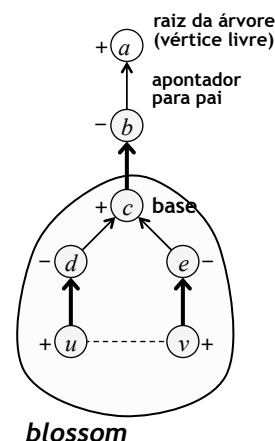 raiz da árvore
(vértice livre)
+ a
apontador
para pai
− b
+ c base
− d e −
+ u v +
blossom